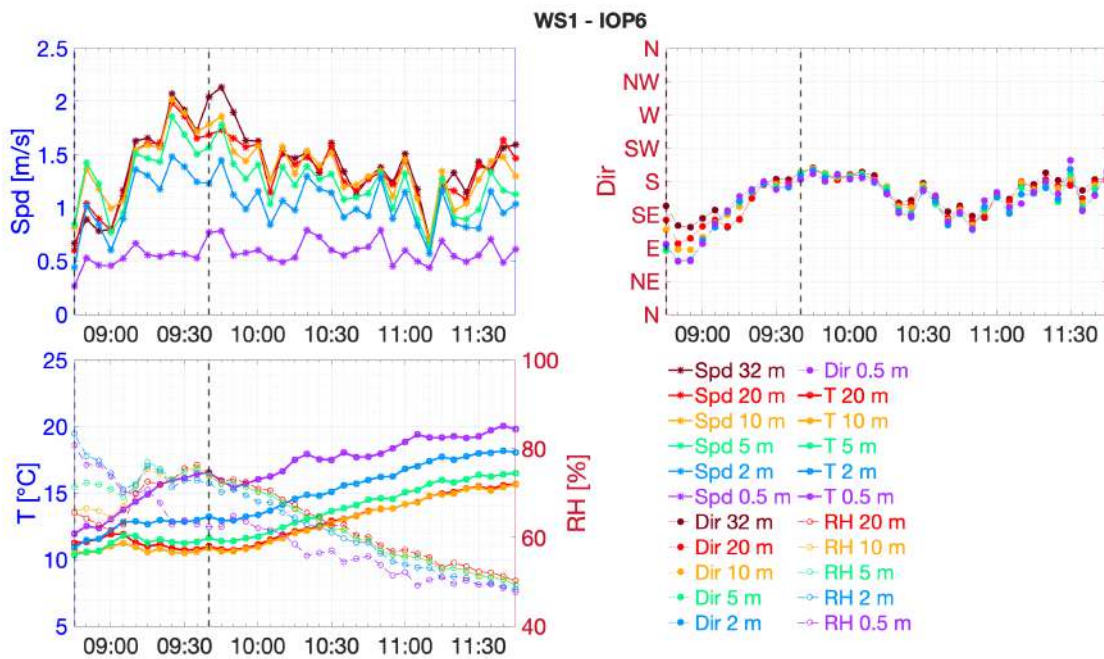 WS1 - IOP6
Spd [m/s]
2.5
2
1.5
1
0.5
0
09:00 09:30 10:00 10:30 11:00 11:30
Dir
N
NW
W
SW
S
SE
E
NE
N
09:00 09:30 10:00 10:30 11:00 11:30
T [°C]
25
20
15
10
5
RH [%]
100
80
60
40
09:00 09:30 10:00 10:30 11:00 11:30
Spd 32 m Dir 0.5 m
Spd 20 m T 20 m
Spd 10 m T 10 m
Spd 5 m T 5 m
Spd 2 m T 2 m
Spd 0.5 m T 0.5 m
Dir 32 m RH 20 m
Dir 20 m RH 10 m
Dir 10 m RH 5 m
Dir 5 m RH 2 m
Dir 2 m RH 0.5 m